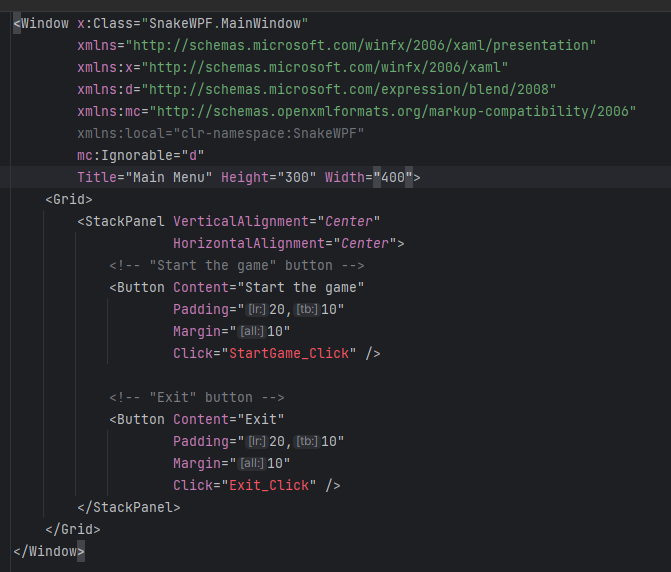 <Window x:Class="SnakeWPF.MainWindow"
xmlns="http://schemas.microsoft.com/winfx/2006/xaml/presentation"
xmlns:x="http://schemas.microsoft.com/winfx/2006/xaml"
xmlns:d="http://schemas.microsoft.com/expression/blend/2008"
xmlns:mc="http://schemas.openxmlformats.org/markup-compatibility/2006"
xmlns:local="clr-namespace:SnakeWPF"
mc:Ignorable="d"
Title="Main Menu" Height="300" Width="400">
<Grid>
<StackPanel VerticalAlignment="Center"
HorizontalAlignment="Center">
<!-- "Start the game" button -->
<Button Content="Start the game"
Padding="[lr:]20,[tb:]10"
Margin="[all:]10"
Click="StartGame_Click" />
<!-- "Exit" button -->
<Button Content="Exit"
Padding="[lr:]20,[tb:]10"
Margin="[all:]10"
Click="Exit_Click" />
</StackPanel>
</Grid>
</Window>